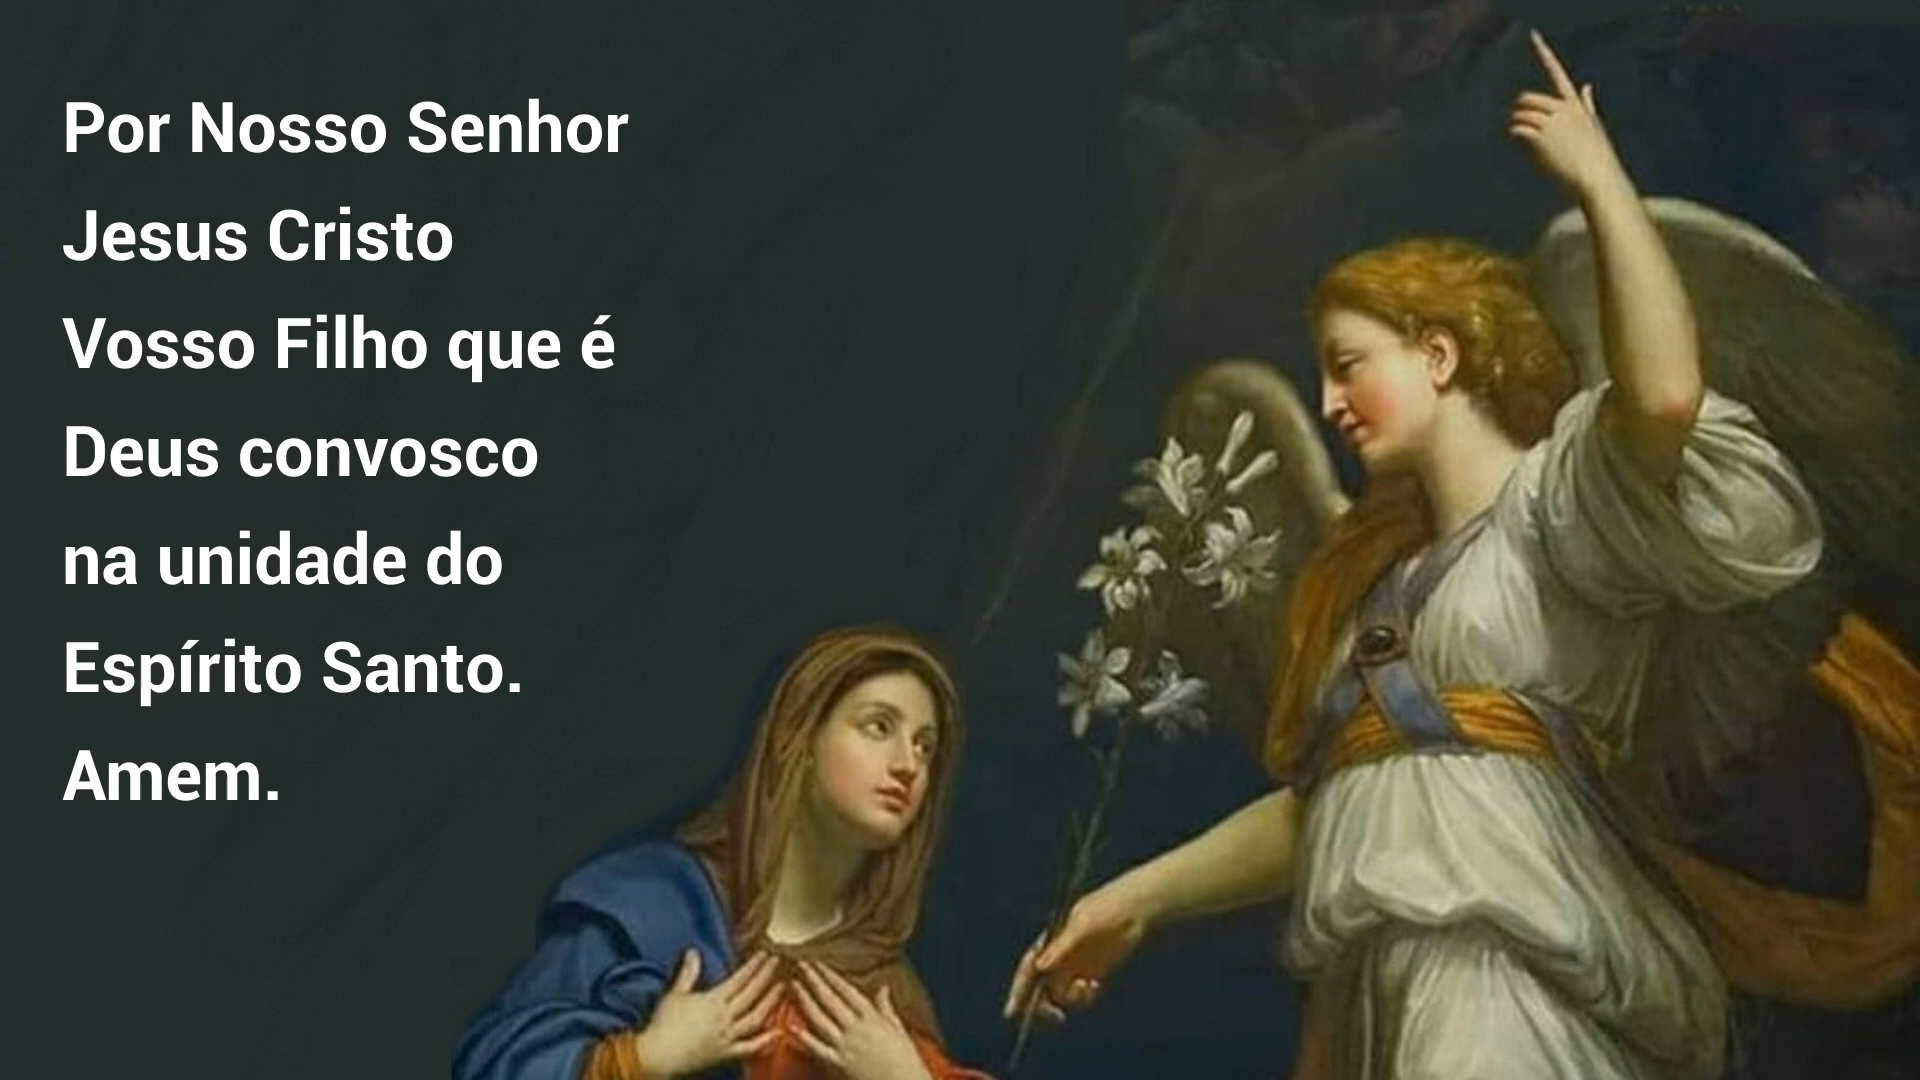 Por Nosso Senhor
Jesus Cristo
Vosso Filho que é
Deus convosco
na unidade do
Espírito Santo.
Amem.